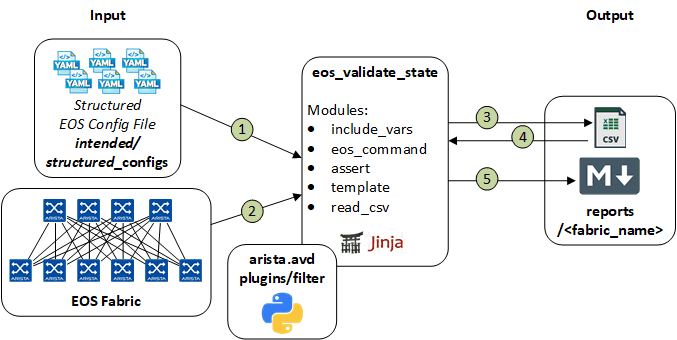 Input
Output
YAML YAML YAML
YAML YAML YAML
Structured
EOS Config File
intended/
structured_configs
1
2
eos_validate_state
Modules:
● include_vars
● eos_command
● assert
● template
● read_csv
Jinja
3
4
5
CSV
M
reports
/<fabric_name>
ARISTA ARISTA ARISTA ARISTA
ARISTA ARISTA ARISTA ARISTA ARISTA ARISTA
EOS Fabric
arista.avd
plugins/filter